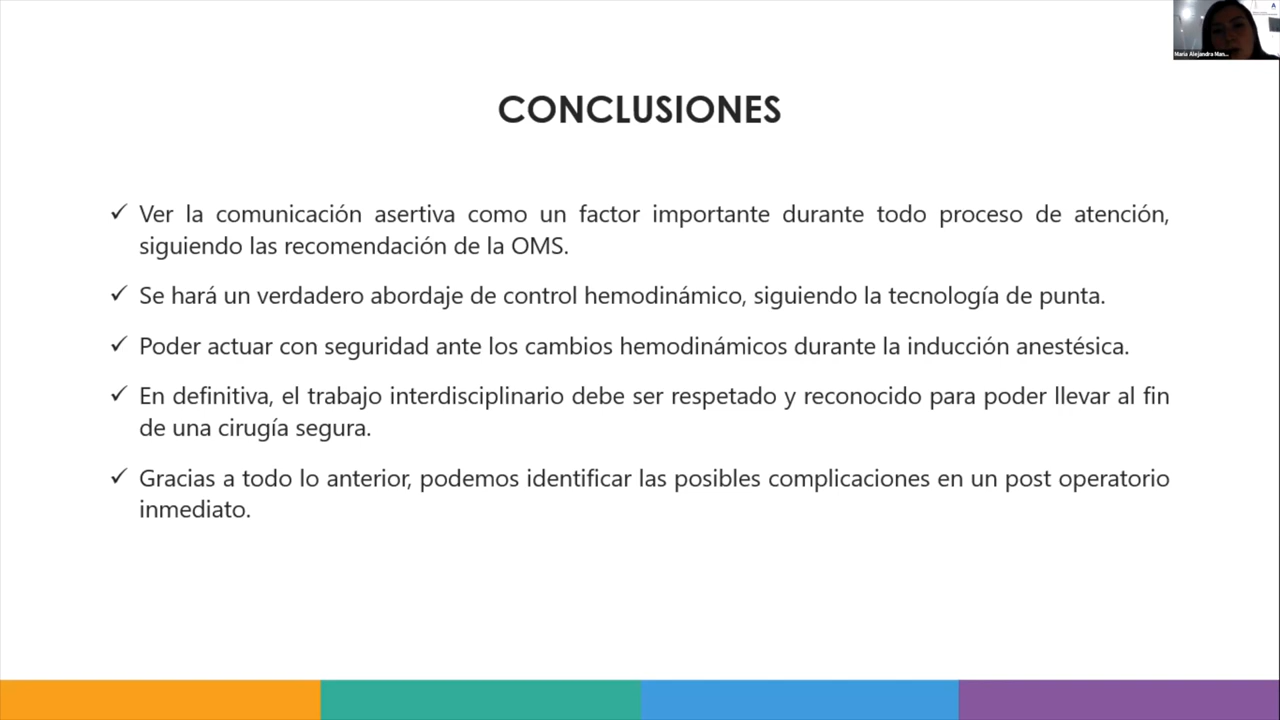 María Alejandra Man...
CONCLUSIONES
✓ Ver la comunicación asertiva como un factor importante durante todo proceso de atención,
siguiendo las recomendación de la OMS.
✓ Se hará un verdadero abordaje de control hemodinámico, siguiendo la tecnología de punta.
✓ Poder actuar con seguridad ante los cambios hemodinámicos durante la inducción anestésica.
✓ En definitiva, el trabajo interdisciplinario debe ser respetado y reconocido para poder llevar al fin
de una cirugía segura.
✓ Gracias a todo lo anterior, podemos identificar las posibles complicaciones en un post operatorio
inmediato.